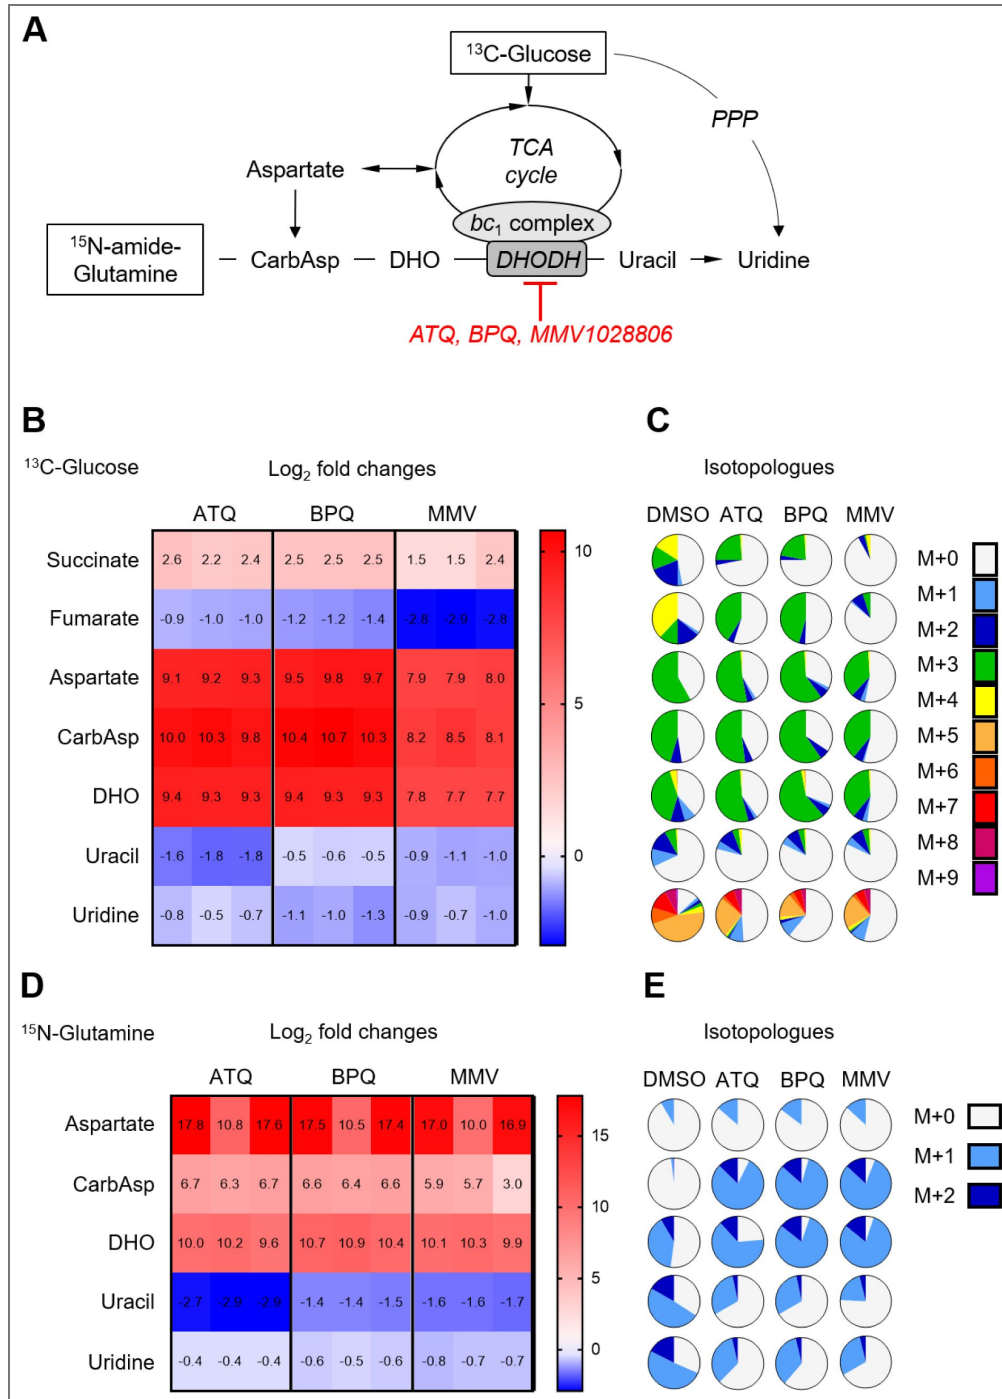 A
¹³C-Glucose
PPP
TCA
cycle
Aspartate
bc₁ complex
¹⁵N-amide-
Glutamine
CarbAsp
DHO
DHODH
Uracil
Uridine
ATQ, BPQ, MMV1028806
B
¹³C-Glucose
Log₂ fold changes
ATQ BPQ MMV
Succinate 2.6 2.2 2.4 2.5 2.5 2.5 1.5 1.5 2.4
Fumarate -0.9 -1.0 -1.0 -1.2 -1.2 -1.4 -2.8 -2.9 -2.8
Aspartate 9.1 9.2 9.3 9.5 9.8 9.7 7.9 7.9 8.0
CarbAsp 10.0 10.3 9.8 10.4 10.7 10.3 8.2 8.5 8.1
DHO 9.4 9.3 9.3 9.4 9.3 9.3 7.8 7.7 7.7
Uracil -1.6 -1.8 -1.8 -0.5 -0.6 -0.5 -0.9 -1.1 -1.0
Uridine -0.8 -0.5 -0.7 -1.1 -1.0 -1.3 -0.9 -0.7 -1.0
10
5
0
C
Isotopologues
DMSO ATQ BPQ MMV
M+0
M+1
M+2
M+3
M+4
M+5
M+6
M+7
M+8
M+9
D
¹⁵N-Glutamine
Log₂ fold changes
ATQ BPQ MMV
Aspartate 17.8 10.8 17.6 17.5 10.5 17.4 17.0 10.0 16.9
CarbAsp 6.7 6.3 6.7 6.6 6.4 6.6 5.9 5.7 3.0
DHO 10.0 10.2 9.6 10.7 10.9 10.4 10.1 10.3 9.9
Uracil -2.7 -2.9 -2.9 -1.4 -1.4 -1.5 -1.6 -1.6 -1.7
Uridine -0.4 -0.4 -0.4 -0.6 -0.5 -0.6 -0.8 -0.7 -0.7
15
10
5
0
E
Isotopologues
DMSO ATQ BPQ MMV
M+0
M+1
M+2